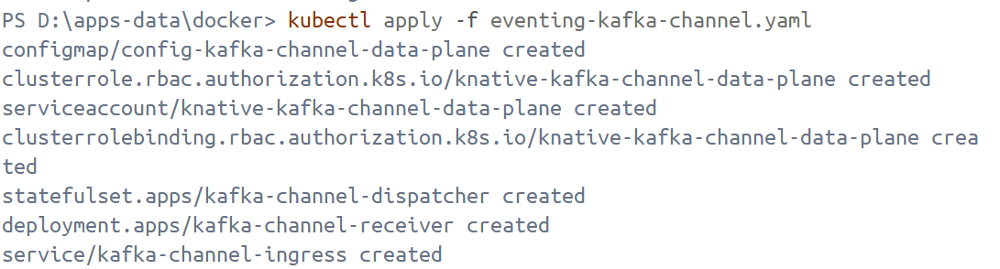 PS D:\apps-data\docker> kubectl apply -f eventing-kafka-channel.yaml
configmap/config-kafka-channel-data-plane created
clusterrole.rbac.authorization.k8s.io/knative-kafka-channel-data-plane created
serviceaccount/knative-kafka-channel-data-plane created
clusterrolebinding.rbac.authorization.k8s.io/knative-kafka-channel-data-plane crea
ted
statefulset.apps/kafka-channel-dispatcher created
deployment.apps/kafka-channel-receiver created
service/kafka-channel-ingress created